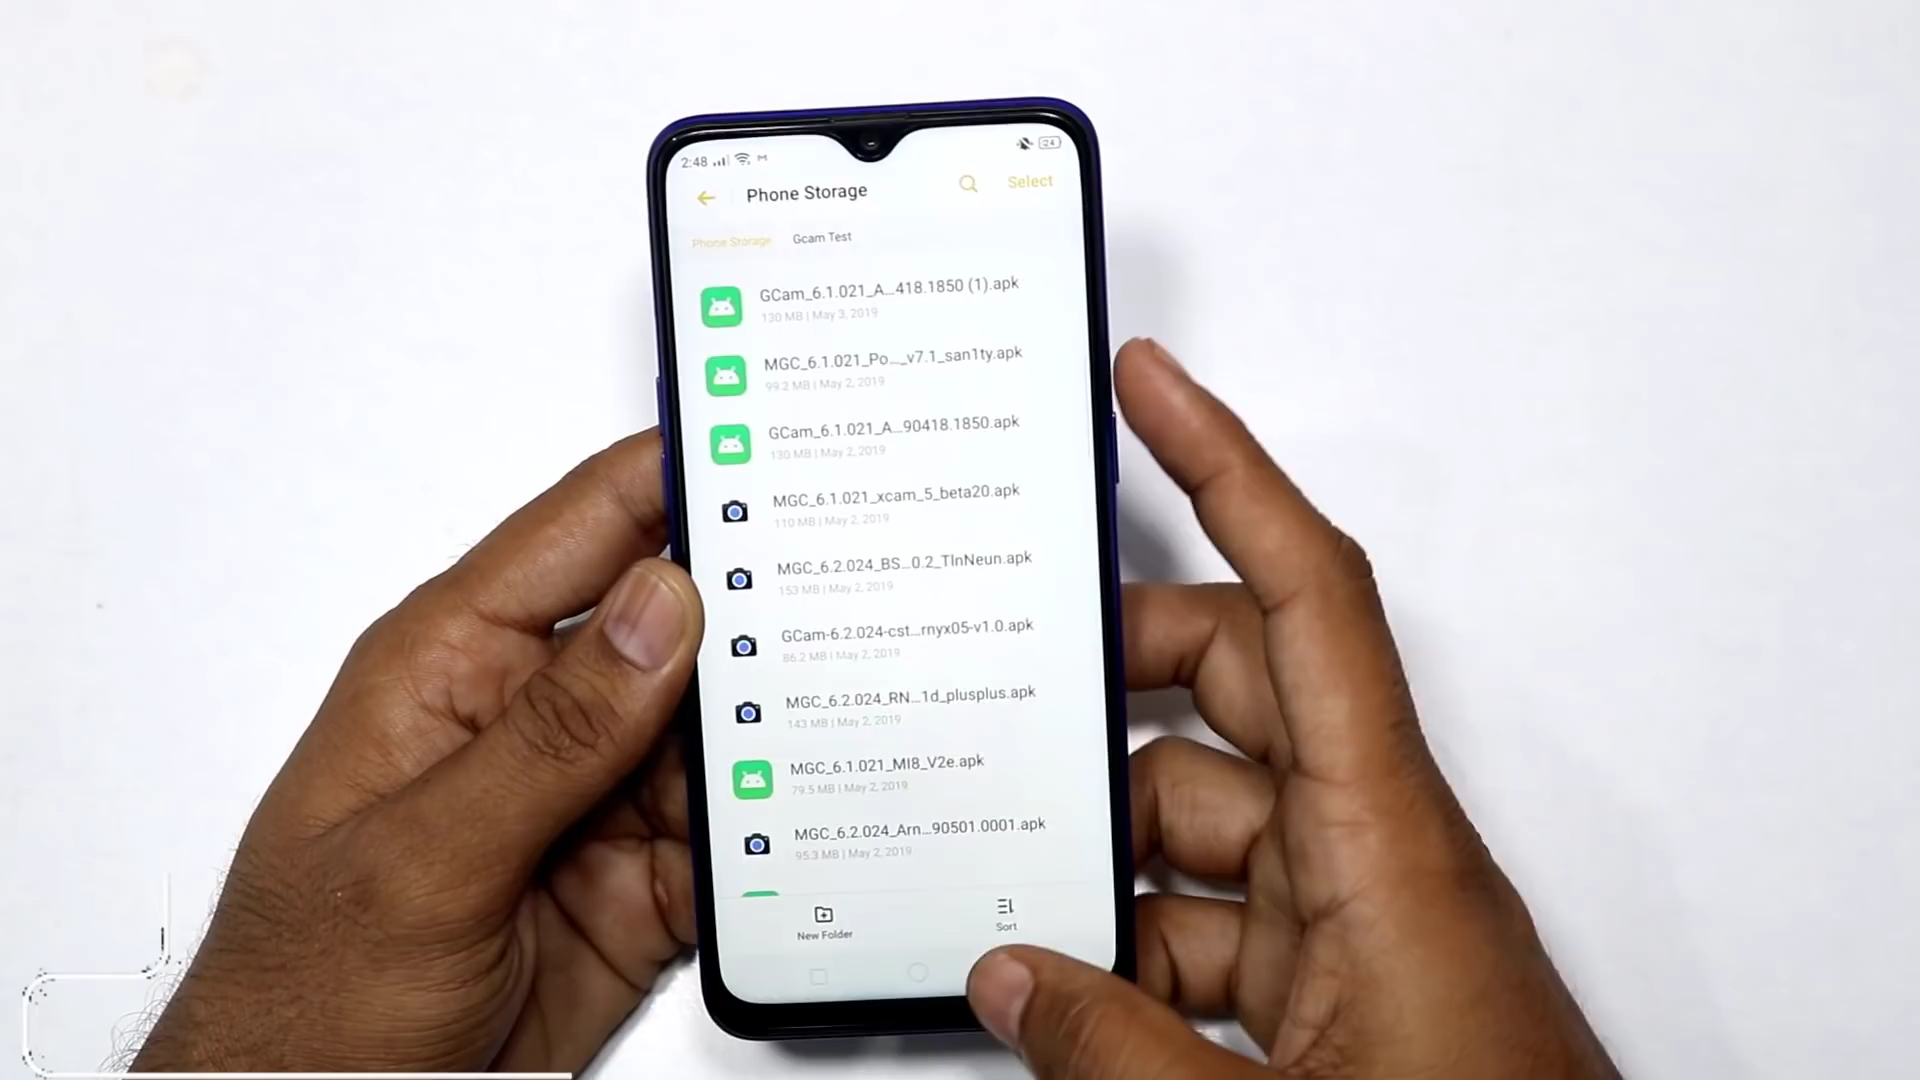 2:48
24
Phone Storage
Select
Phone Storage
Gcam Test
GCam_6.1.021_A...418.1850 (1).apk
130 MB | May 3, 2019
MGC_6.1.021_Po..._v7.1_san1ty.apk
99.2 MB | May 2, 2019
GCam_6.1.021_A...90418.1850.apk
130 MB | May 2, 2019
MGC_6.1.021_xcam_5_beta20.apk
110 MB | May 2, 2019
MGC_6.2.024_BS...0.2_TlnNeun.apk
153 MB | May 2, 2019
GCam-6.2.024-cst...rnyx05-v1.0.apk
86.2 MB | May 2, 2019
MGC_6.2.024_RN...1d_plusplus.apk
143 MB | May 2, 2019
MGC_6.1.021_MI8_V2e.apk
79.5 MB | May 2, 2019
MGC_6.2.024_Arn...90501.0001.apk
95.3 MB | May 2, 2019
New Folder
Sort